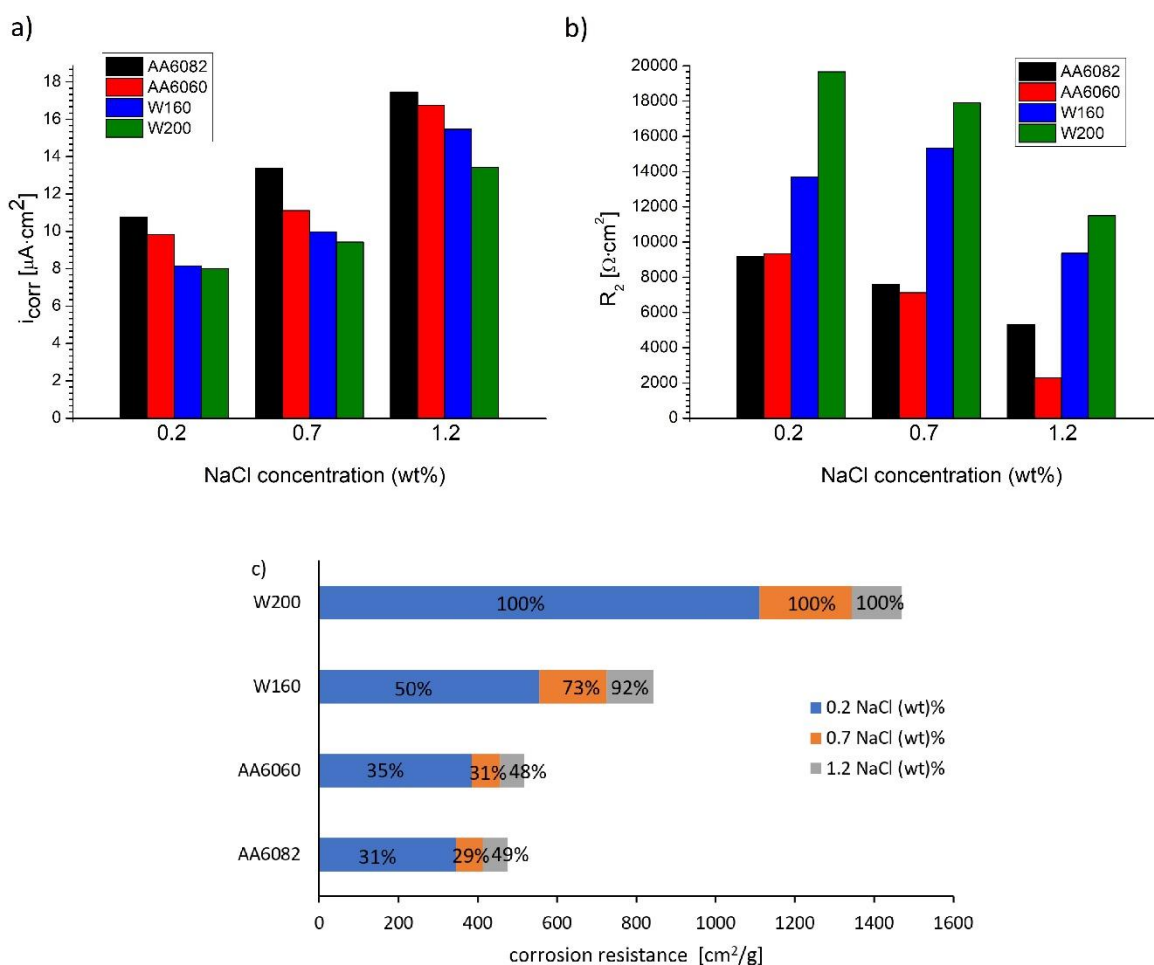 a)
AA6082
AA6060
W160
W200
18
16
14
12
10
8
6
4
2
0
i_corr [µA·cm²]
0.2 0.7 1.2
NaCl concentration (wt%)
b)
AA6082
AA6060
W160
W200
20000
18000
16000
14000
12000
10000
8000
6000
4000
2000
0
R₂ [Ω·cm²]
0.2 0.7 1.2
NaCl concentration (wt%)
c)
W200 100% 100% 100%
W160 50% 73% 92%
AA6060 35% 31% 48%
AA6082 31% 29% 49%
0.2 NaCl (wt)%
0.7 NaCl (wt)%
1.2 NaCl (wt)%
0 200 400 600 800 1000 1200 1400 1600
corrosion resistance [cm²/g]